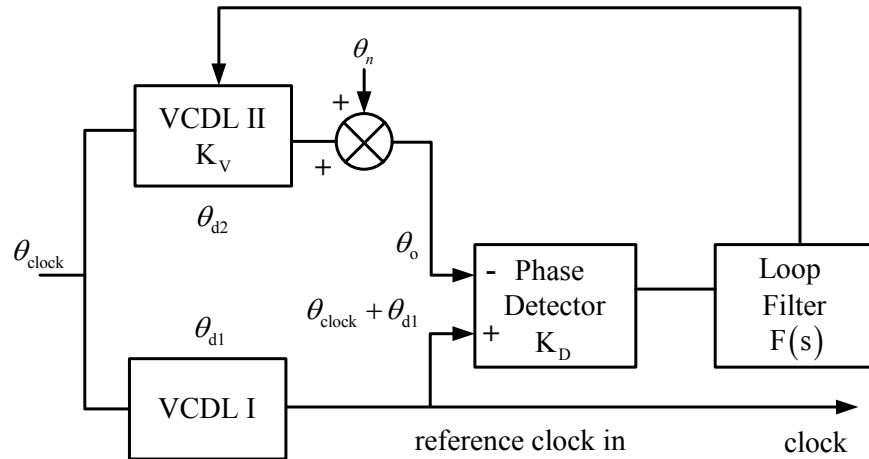 θn
+
VCDL II
KV
+
θd2
θclock
θo
- Phase
Detector
+
KD
Loop
Filter
F(s)
θclock + θd1
θd1
VCDL I
reference clock in
clock